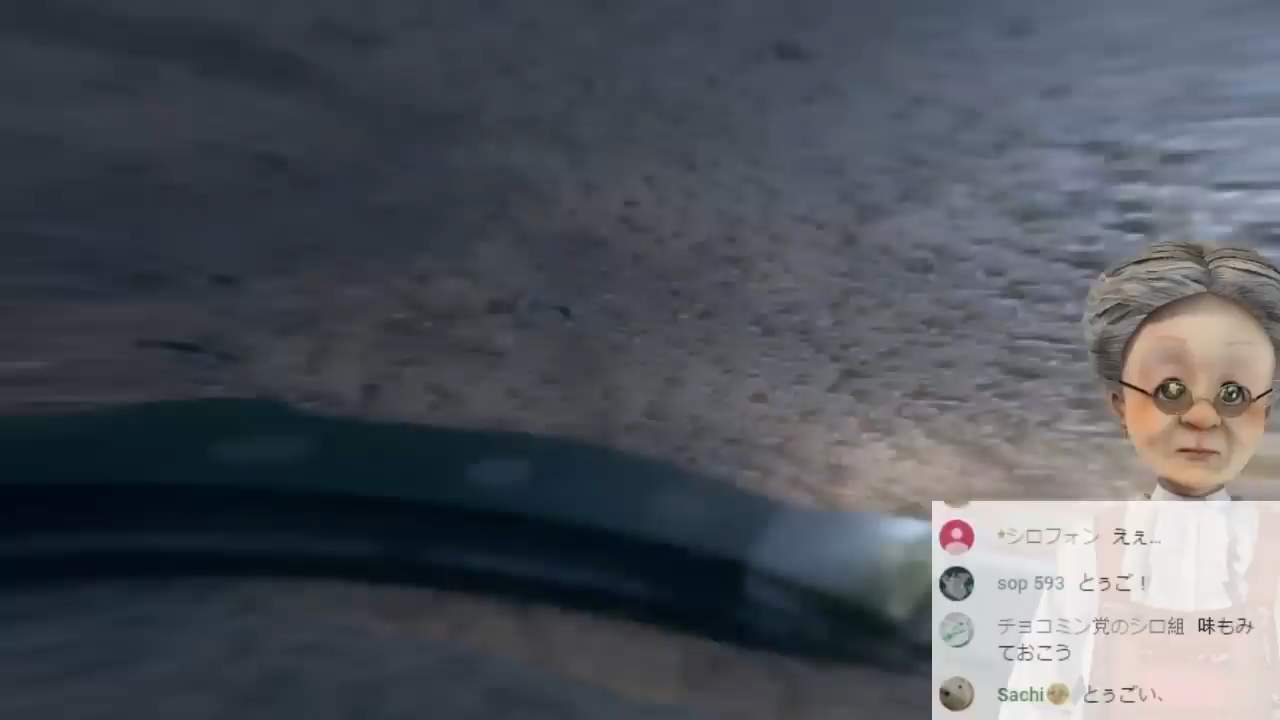 *シロフォン えぇ…
sop 593 とぅご！
チョコミン党のシロ組 味もみ
ておこう
Sachi とぅごい、